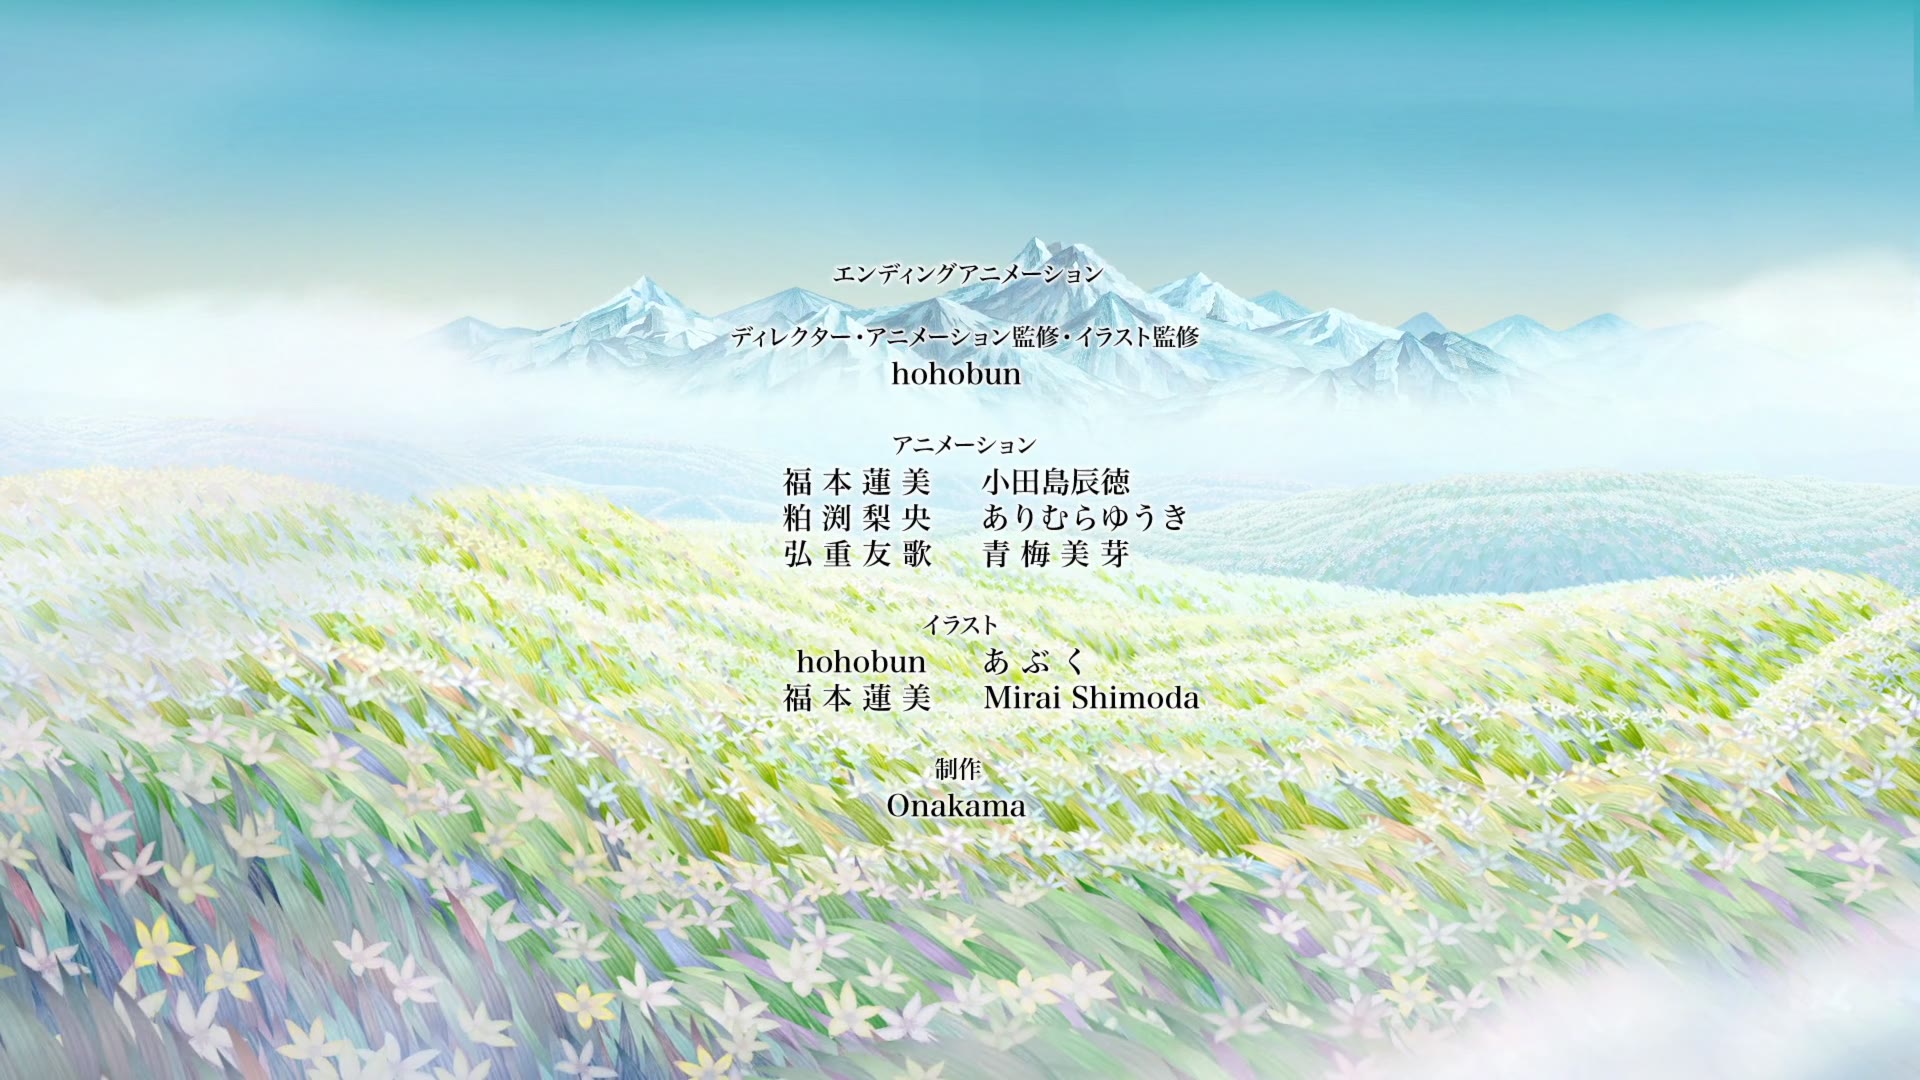 エンディングアニメーション
ディレクター・アニメーション監修・イラスト監修
hohobun
アニメーション
福本蓮美　小田島辰徳
粕渕梨央　ありむらゆうき
弘重友歌　青梅美芽
イラスト
hohobun　あぶく
福本蓮美　Mirai Shimoda
制作
Onakama